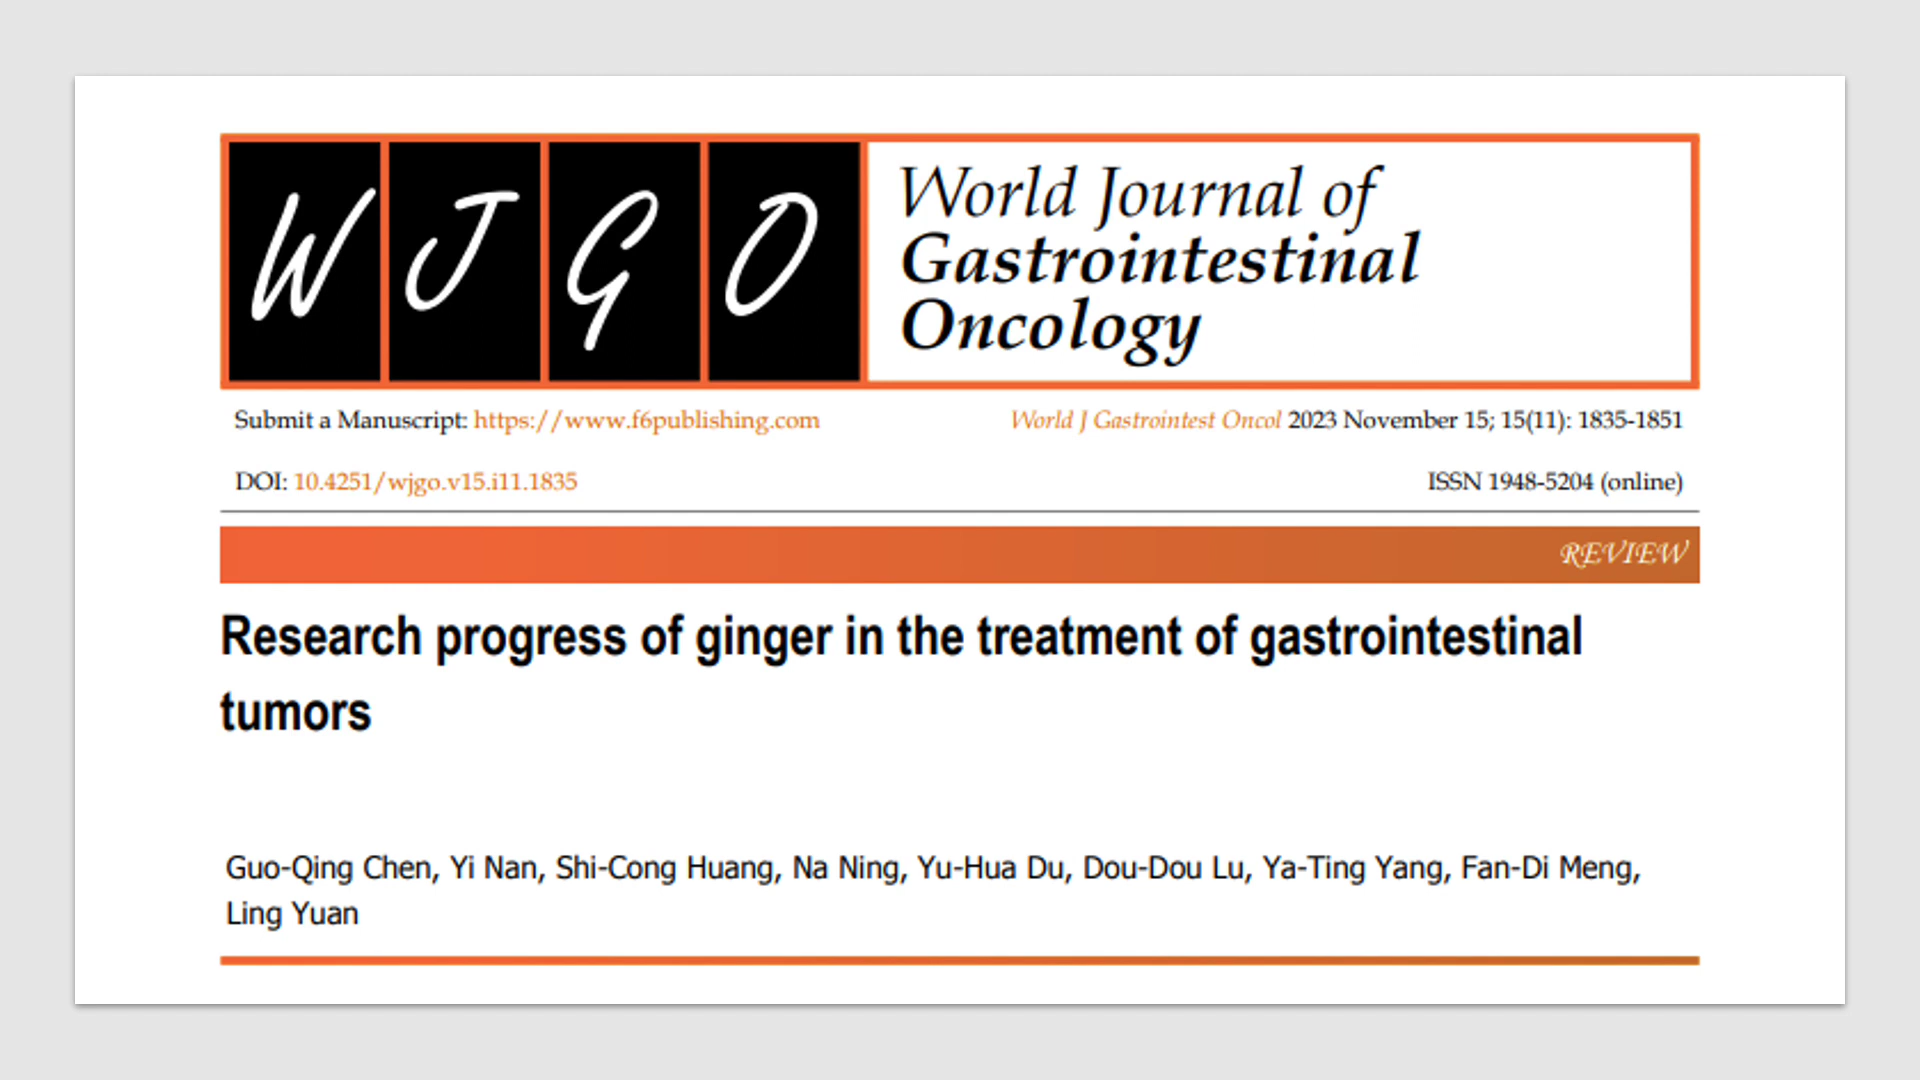 W J G O
World Journal of
Gastrointestinal
Oncology
Submit a Manuscript: https://www.f6publishing.com
World J Gastrointest Oncol 2023 November 15; 15(11): 1835-1851
DOI: 10.4251/wjgo.v15.i11.1835
ISSN 1948-5204 (online)
REVIEW
Research progress of ginger in the treatment of gastrointestinal
tumors
Guo-Qing Chen, Yi Nan, Shi-Cong Huang, Na Ning, Yu-Hua Du, Dou-Dou Lu, Ya-Ting Yang, Fan-Di Meng,
Ling Yuan